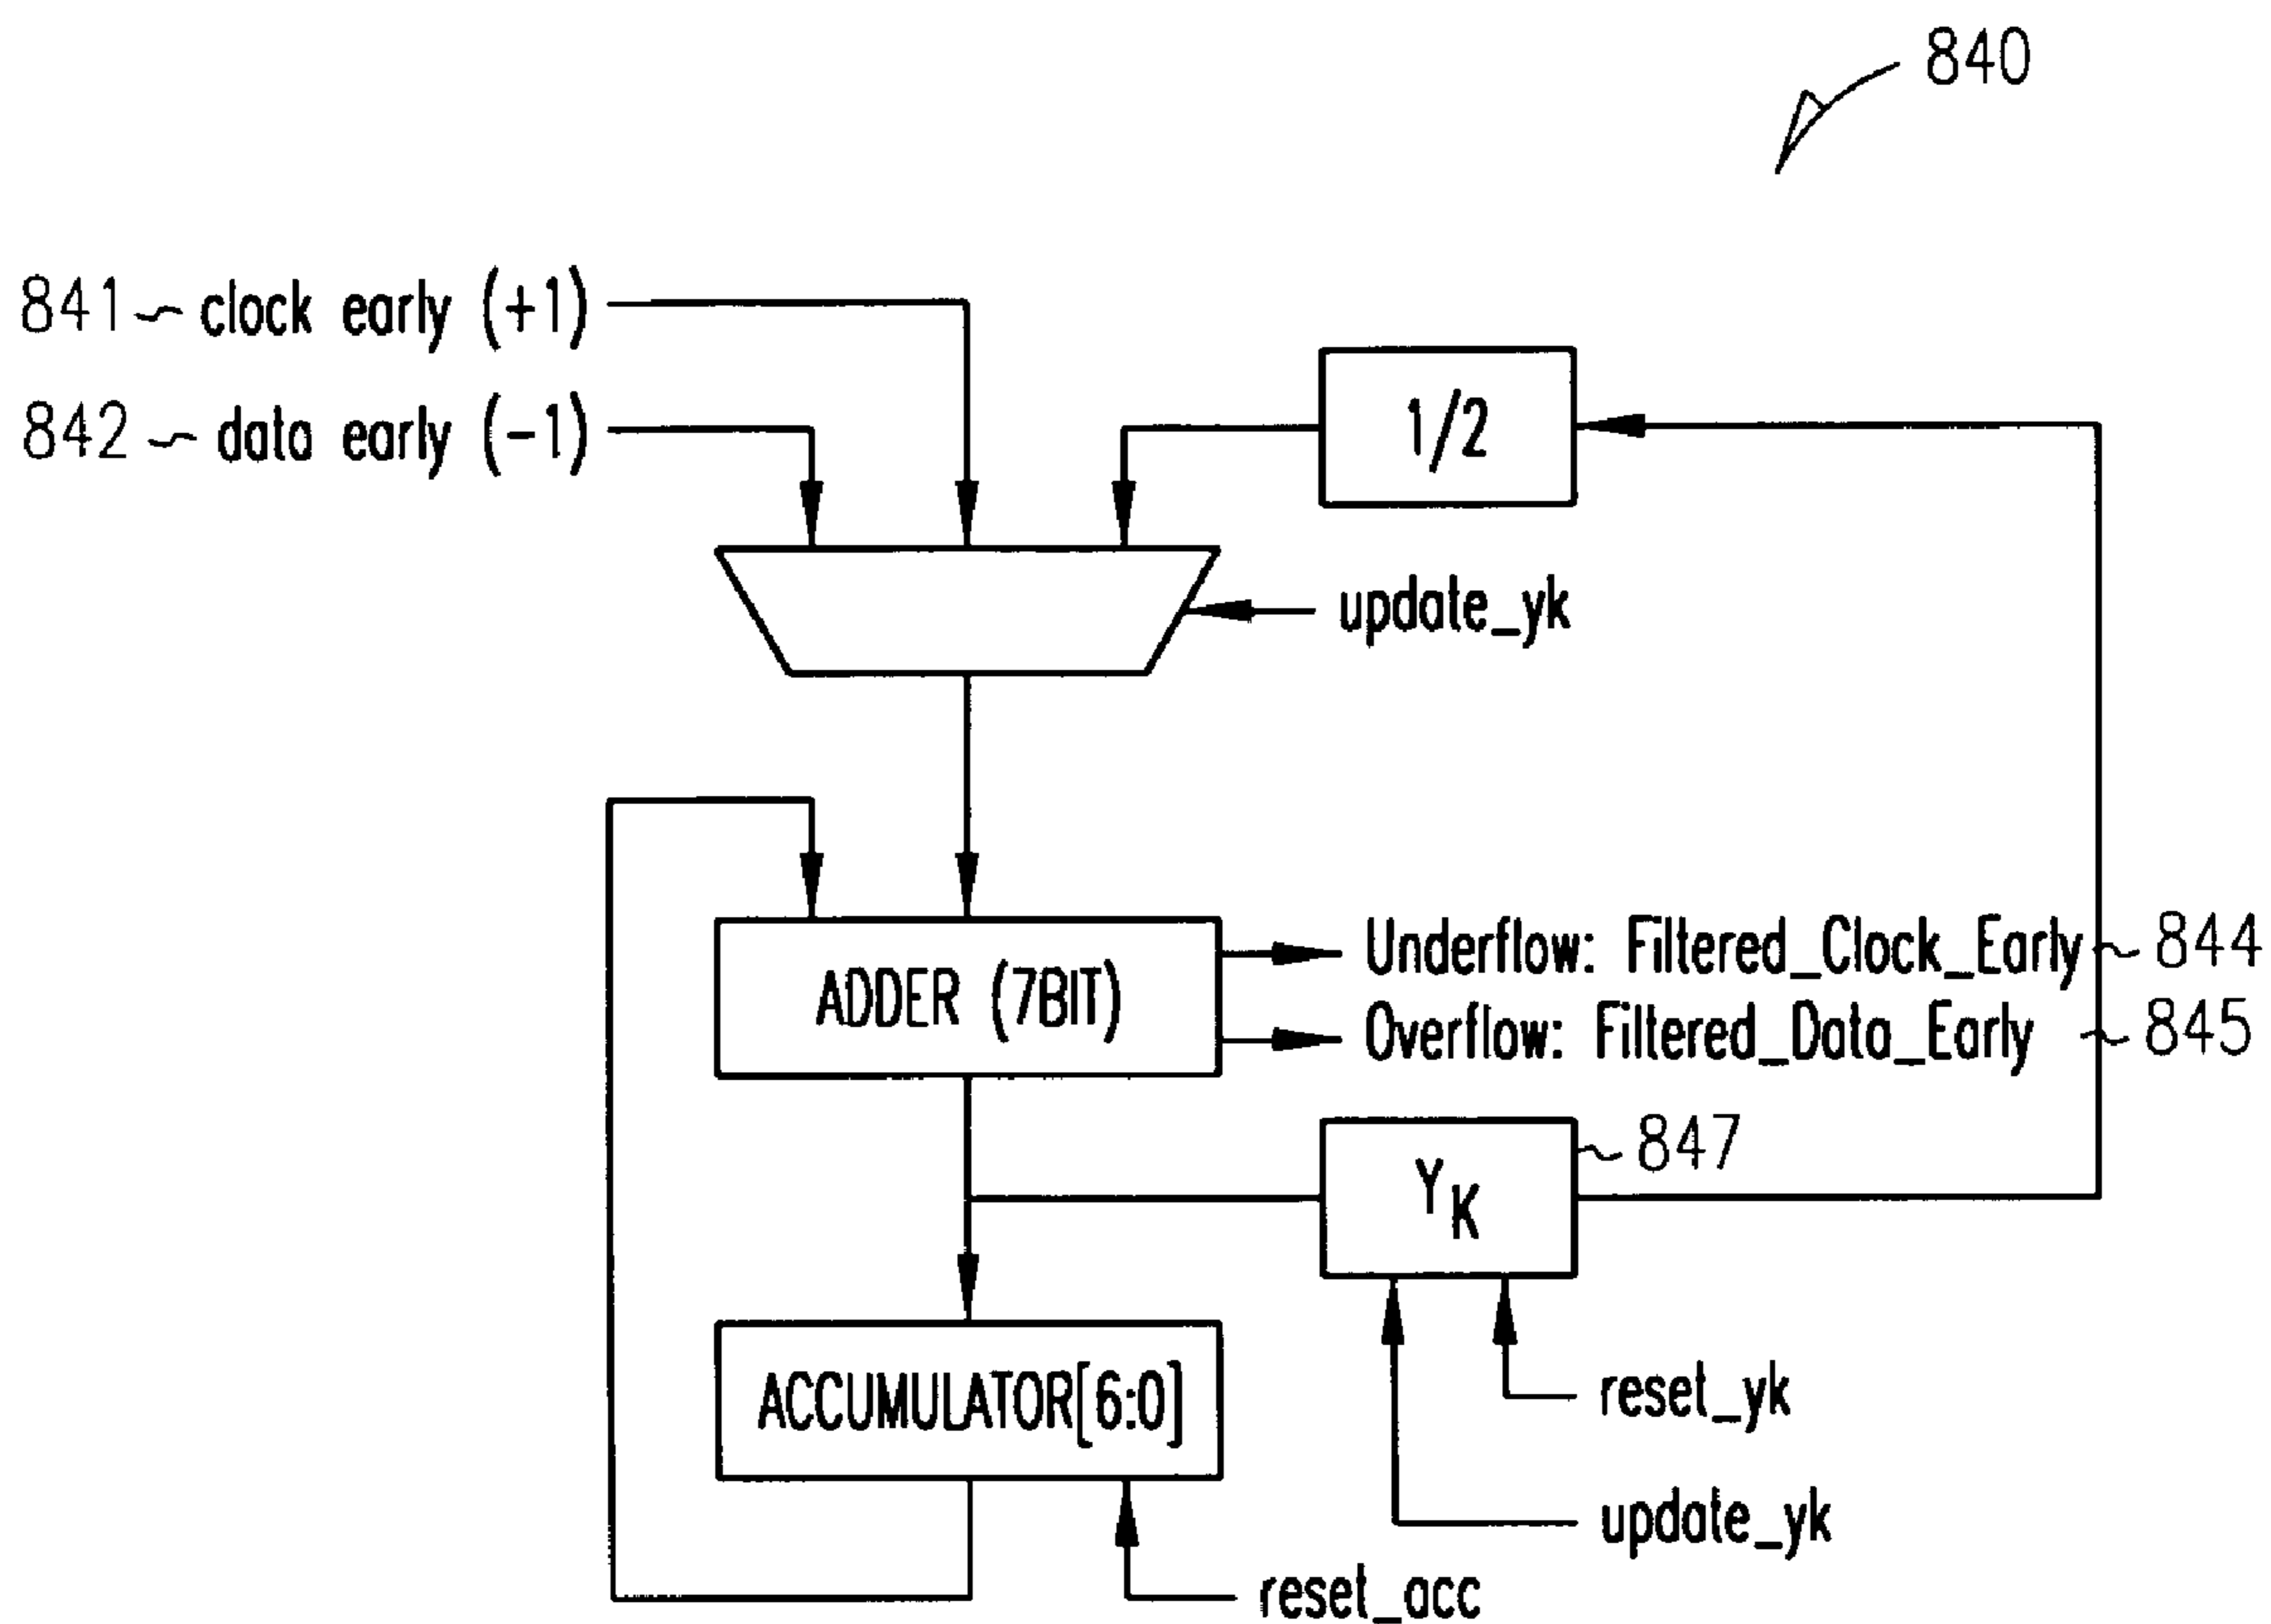 840
841 clock early (+1)
842 data early (-1)
1/2
update_yk
ADDER (7BIT)
Underflow: Filtered_Clock_Early 844
Overflow: Filtered_Data_Early 845
847
YK
ACCUMULATOR[6:0]
reset_yk
update_yk
reset_acc